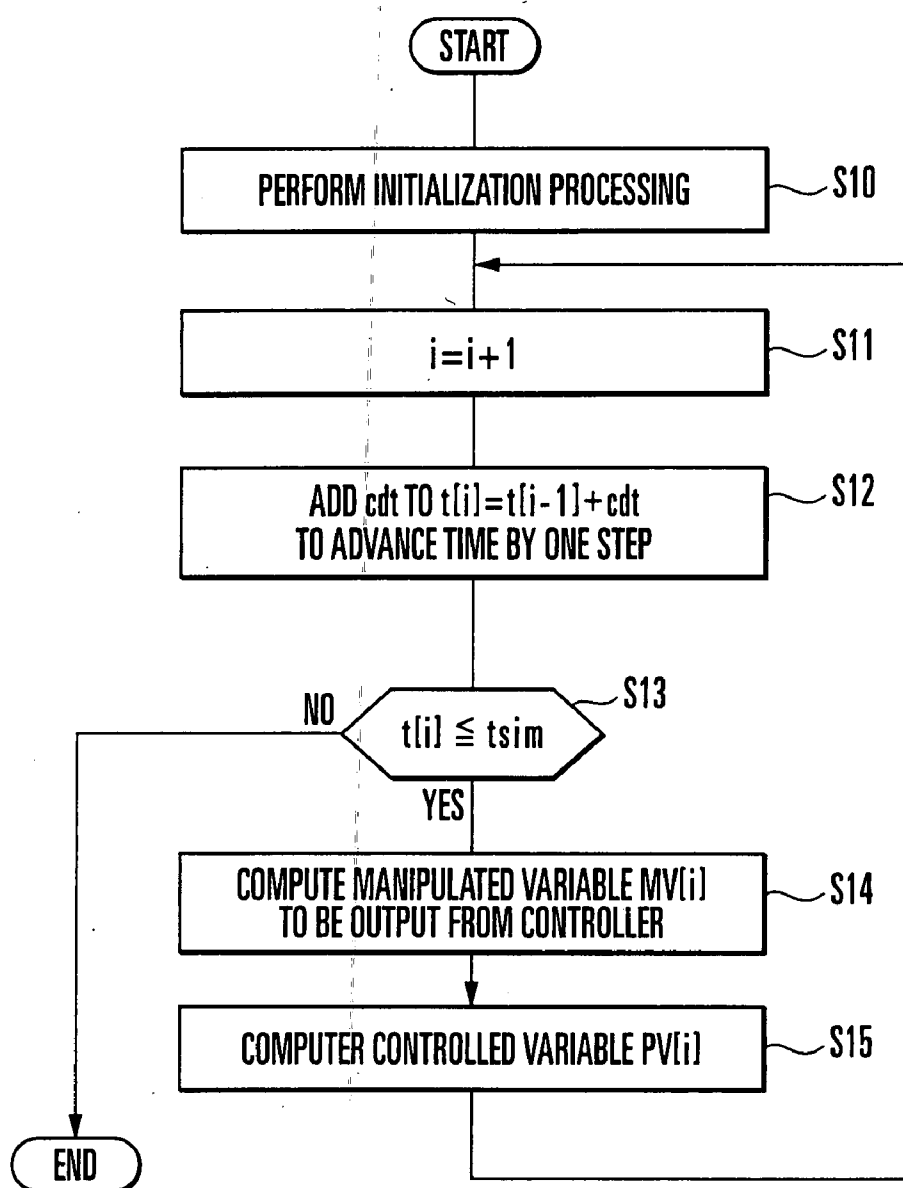 START
PERFORM INITIALIZATION PROCESSING
S10
i=i+1
S11
ADD cdt TO t[i]=t[i-1]+cdt
TO ADVANCE TIME BY ONE STEP
S12
S13
NO
t[i] ≦ tsim
YES
COMPUTE MANIPULATED VARIABLE MV[i]
TO BE OUTPUT FROM CONTROLLER
S14
COMPUTER CONTROLLED VARIABLE PV[i]
S15
END